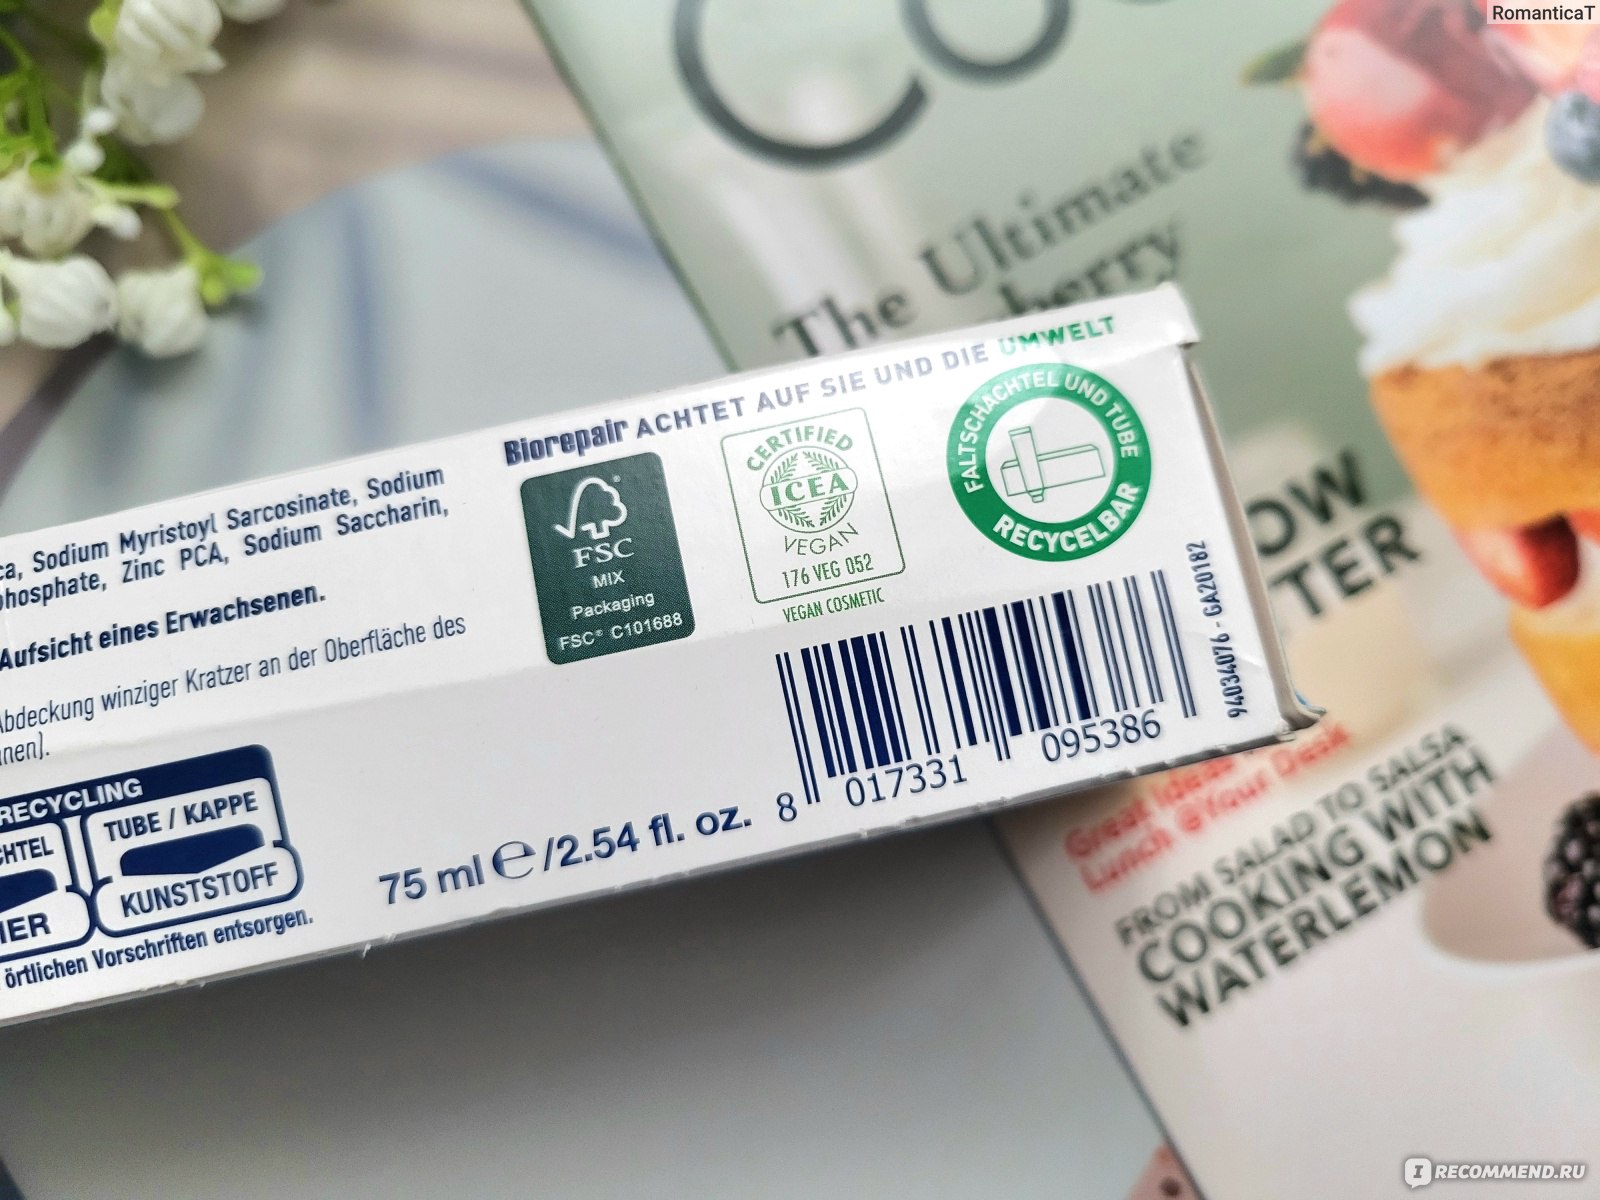 RomanticaT
The Ultimate
Biorepair ACHTET AUF SIE UND DIE UMWELT
FSC
MIX
Packaging
FSC® C101688
CERTIFIED
ICEA
VEGAN
176 VEG 052
VEGAN COSMETIC
FALTSCHACHTEL UND TUBE
RECYCELBAR
Sodium Myristoyl Sarcosinate, Sodium
Zinc PCA, Sodium Saccharin,
Aufsicht eines Erwachsenen.
Abdeckung winziger Kratzer an der Oberfläche des
RECYCLING
TUBE / KAPPE
KUNSTSTOFF
örtlichen Vorschriften entsorgen.
75 ml ℮/2.54 fl. oz.
8 017331 095386
94034076 - GA20182
Great Ideas
Lunch @Your Desk
FROM SALAD TO SALSA
COOKING WITH
WATERLEMON
IRECOMMEND.RU